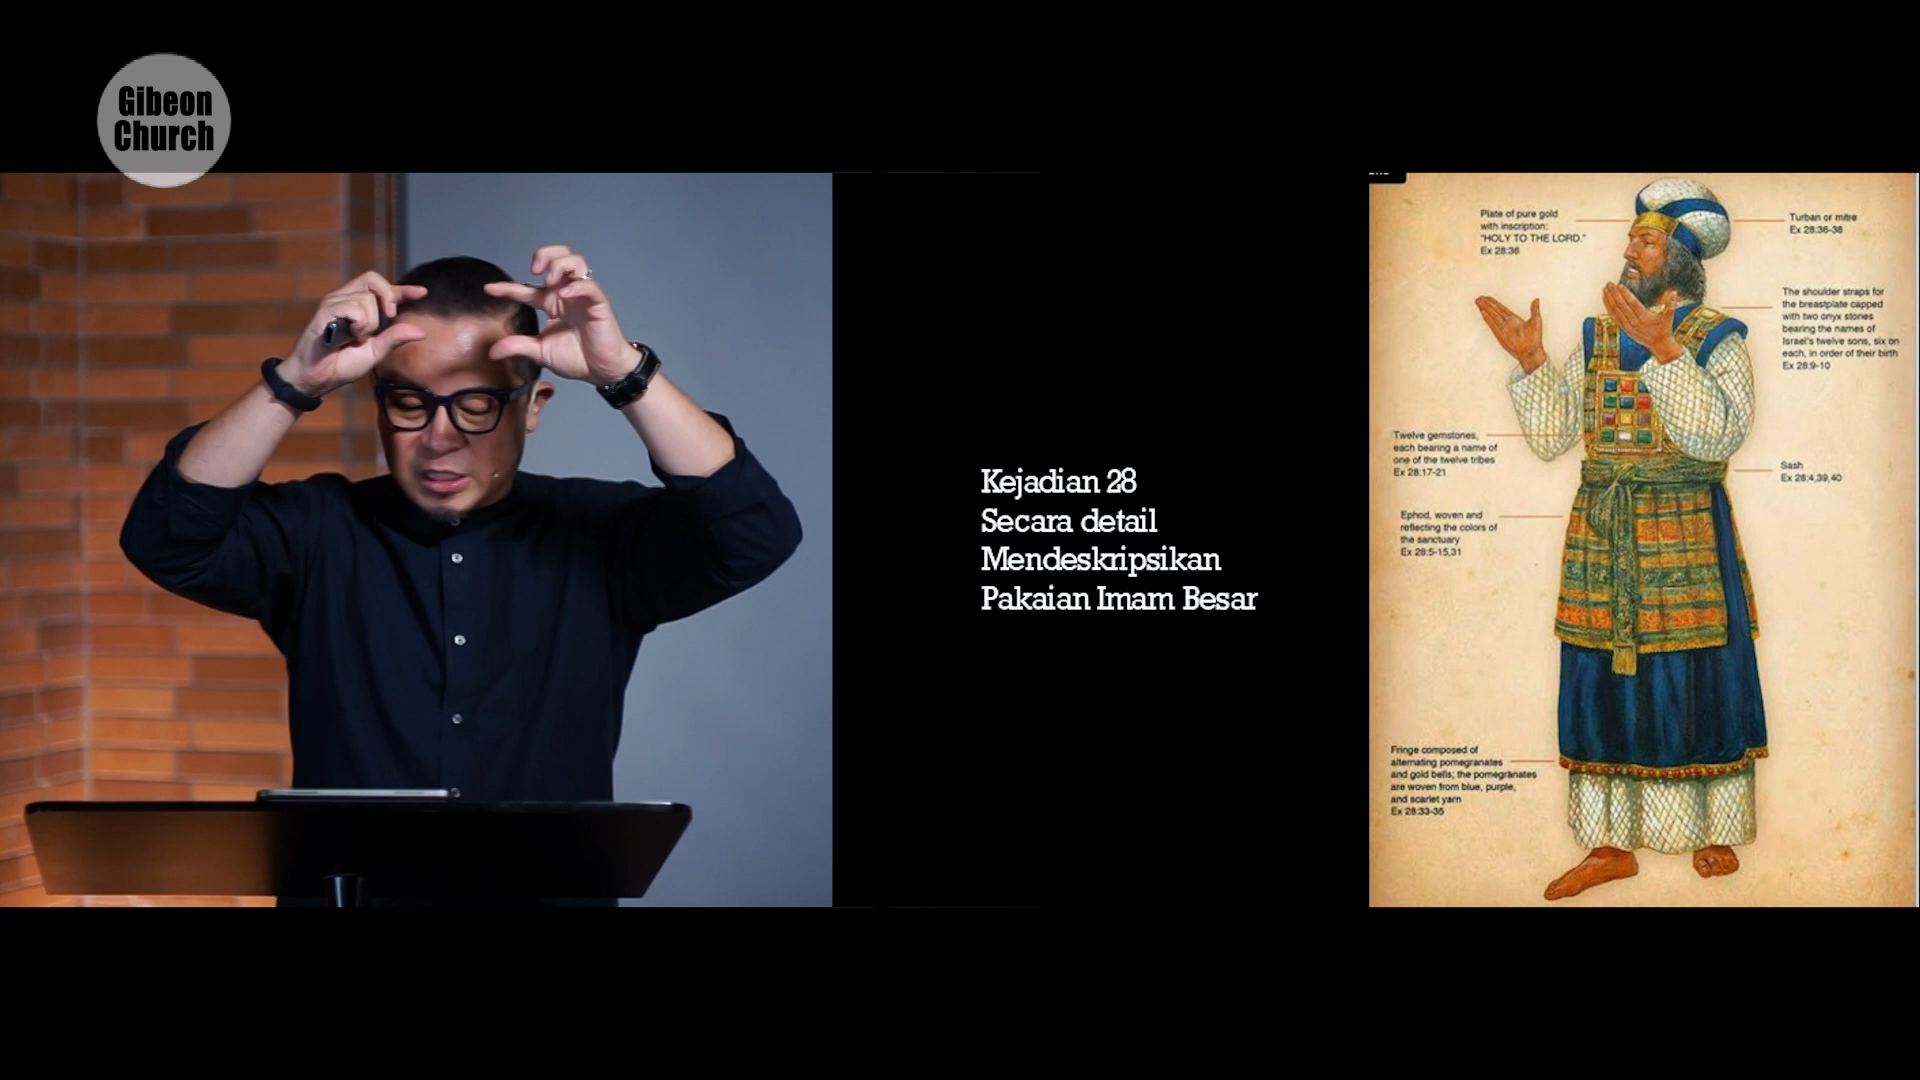 Gibeon
Church
Kejadian 28
Secara detail
Mendeskripsikan
Pakaian Imam Besar
Plate of pure gold
with inscription:
"HOLY TO THE LORD."
Ex 28:36
Turban or mitre
Ex 28:36-38
The shoulder straps for
the breastplate capped
with two onyx stones
bearing the names of
Israel's twelve sons, six on
each, in order of their birth
Ex 28:9-10
Twelve gemstones,
each bearing a name of
one of the twelve tribes
Ex 28:17-21
Sash
Ex 28:4,39,40
Ephod, woven and
reflecting the colors of
the sanctuary
Ex 28:5-15,31
Fringe composed of
alternating pomegranates
and gold bells; the pomegranates
are woven from blue, purple,
and scarlet yarn
Ex 28:33-35